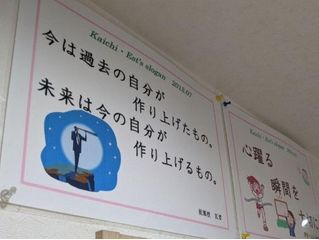 Kaichi・Eat's slogan 2015.07
今は過去の自分が
作り上げたもの。
未来は今の自分が
作り上げるもの。
Kaichi・Eat's slogan
心躍る
瞬間を